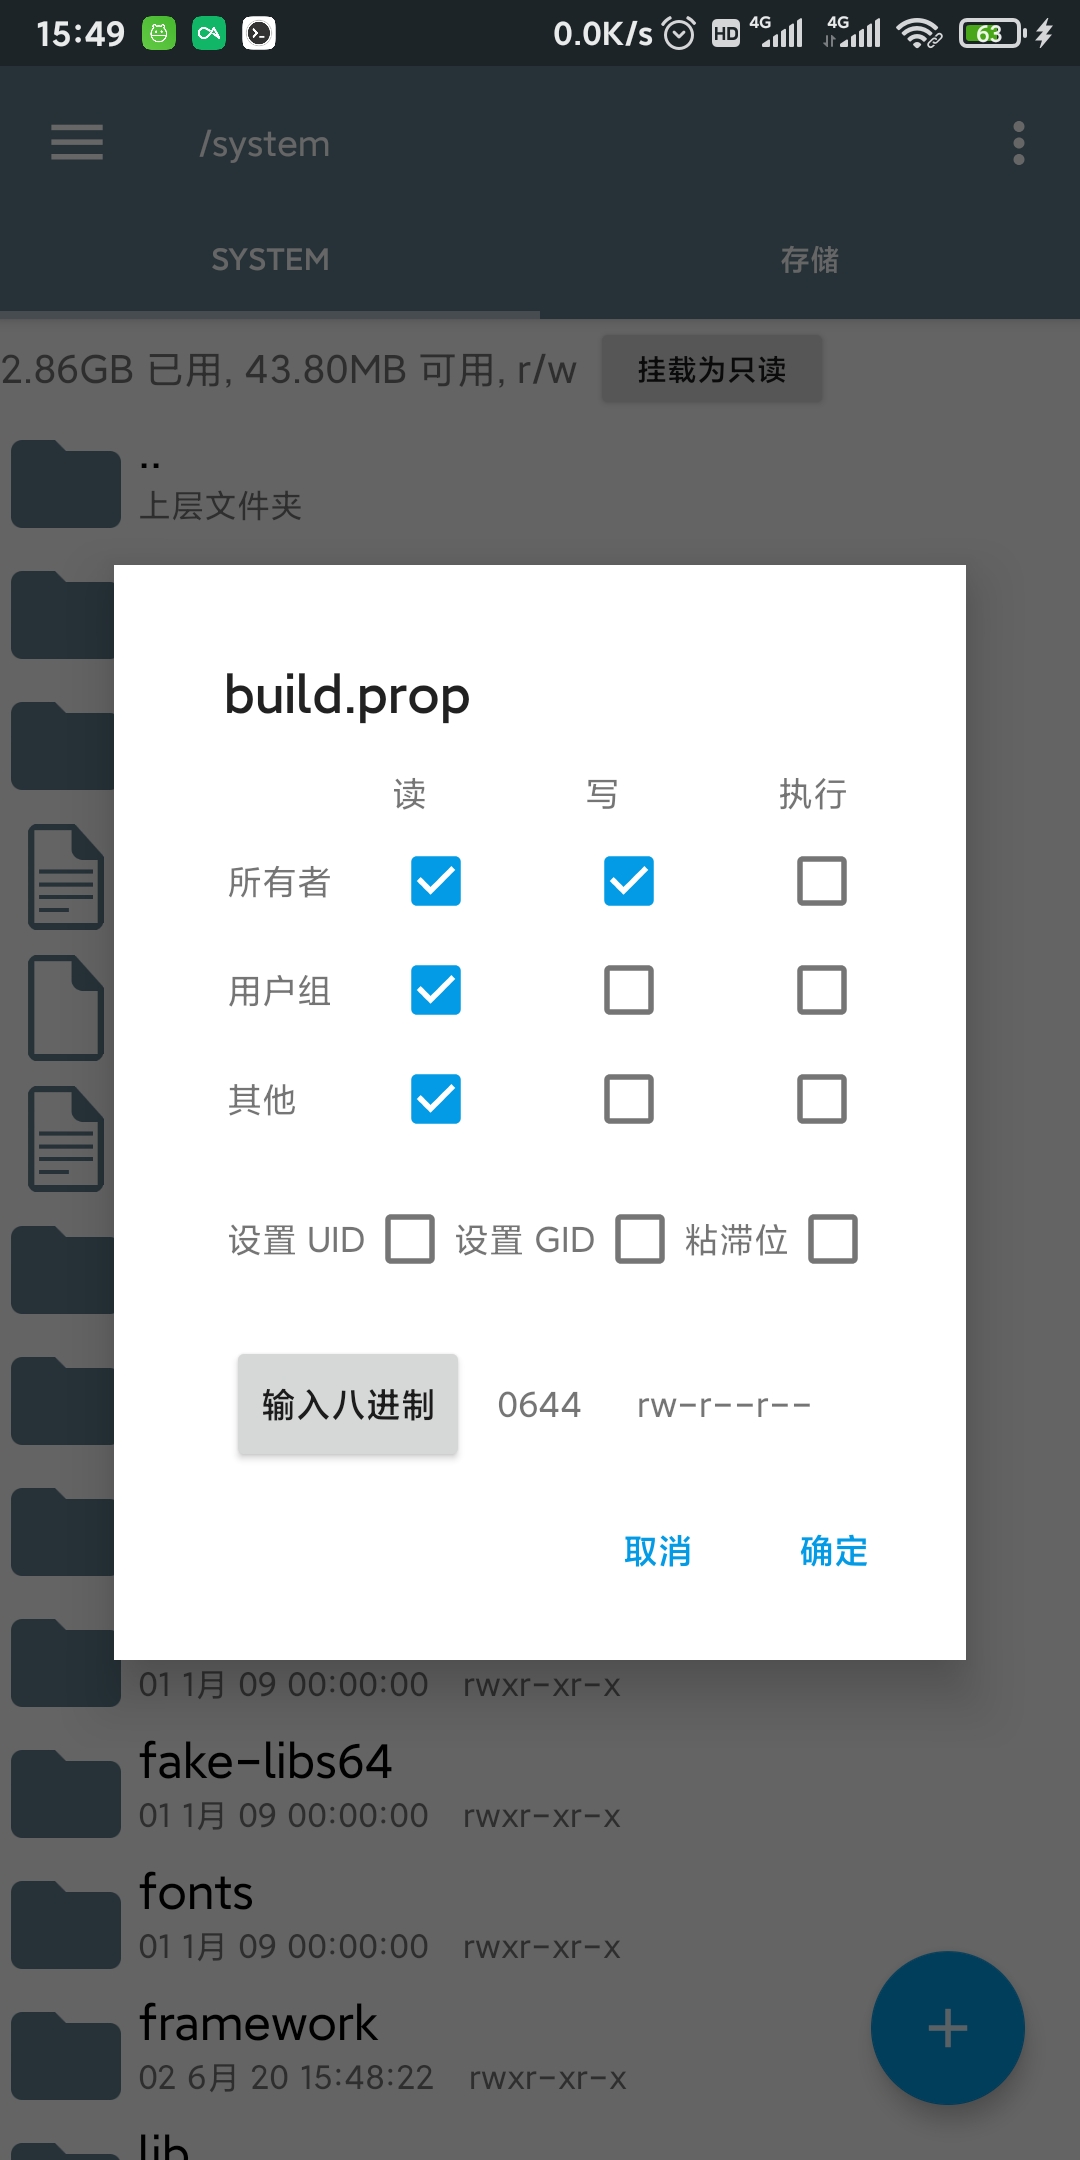 15:49 0.0K/s HD 4G 4G 63
/system
SYSTEM 存储
2.86GB 已用, 43.80MB 可用, r/w 挂载为只读
..
上层文件夹
build.prop
读 写 执行
所有者
用户组
其他
设置 UID 设置 GID 粘滞位
输入八进制 0644 rw-r--r--
取消 确定
01 1月 09 00:00:00 rwxr-xr-x
fake-libs64
01 1月 09 00:00:00 rwxr-xr-x
fonts
01 1月 09 00:00:00 rwxr-xr-x
framework
02 6月 20 15:48:22 rwxr-xr-x
lib